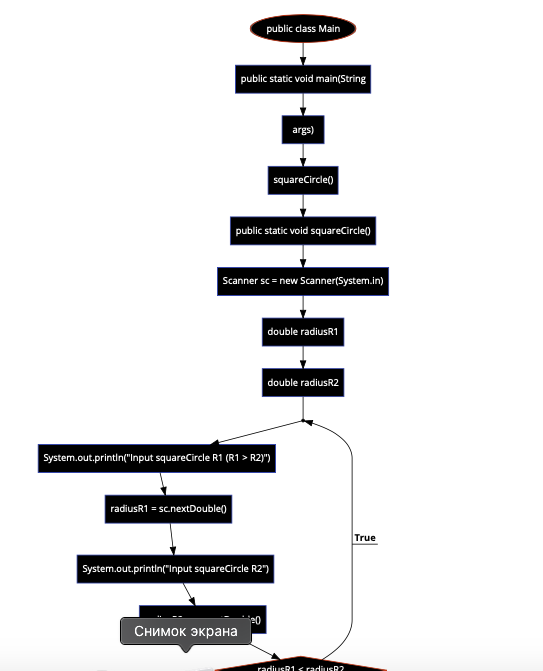 public class Main
public static void main(String
args)
squareCircle()
public static void squareCircle()
Scanner sc = new Scanner(System.in)
double radiusR1
double radiusR2
System.out.println("Input squareCircle R1 (R1 > R2)")
radiusR1 = sc.nextDouble()
True
System.out.println("Input squareCircle R2")
Снимок экрана
radiusR1 < radiusR2